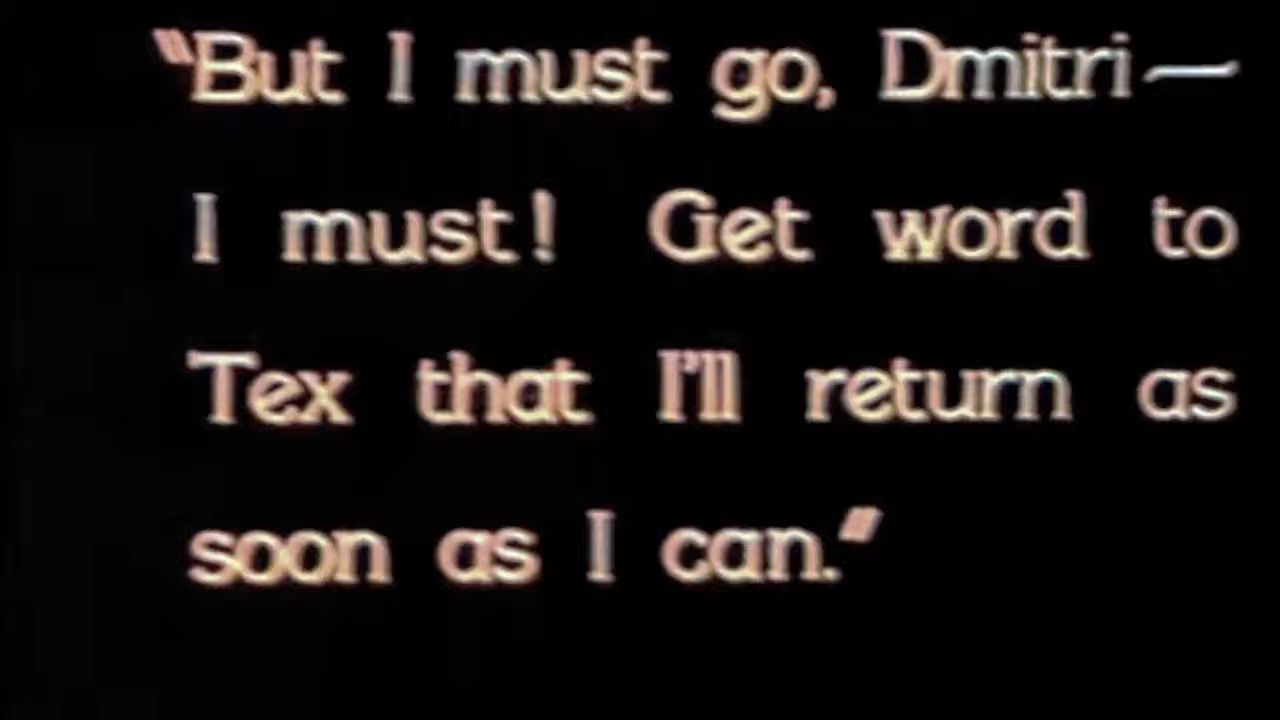 "But I must go, Dmitri—
I must! Get word to
Tex that I'll return as
soon as I can."